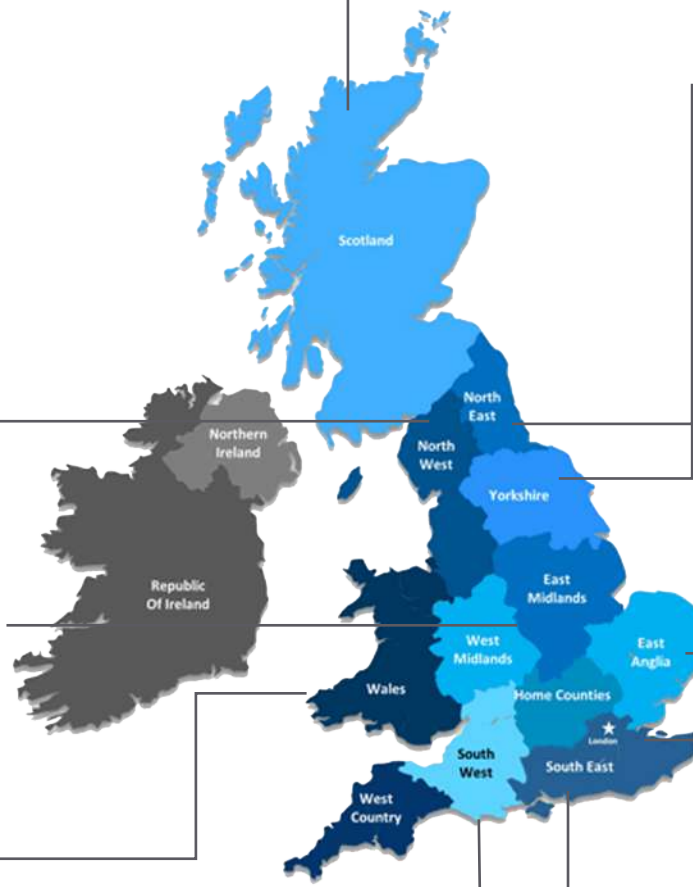 Scotland
North
East
Northern
Ireland
North
West
Yorkshire
Republic
Of Ireland
East
Midlands
West
Midlands
East
Anglia
Wales
Home Counties
London
South
West
South East
West
Country